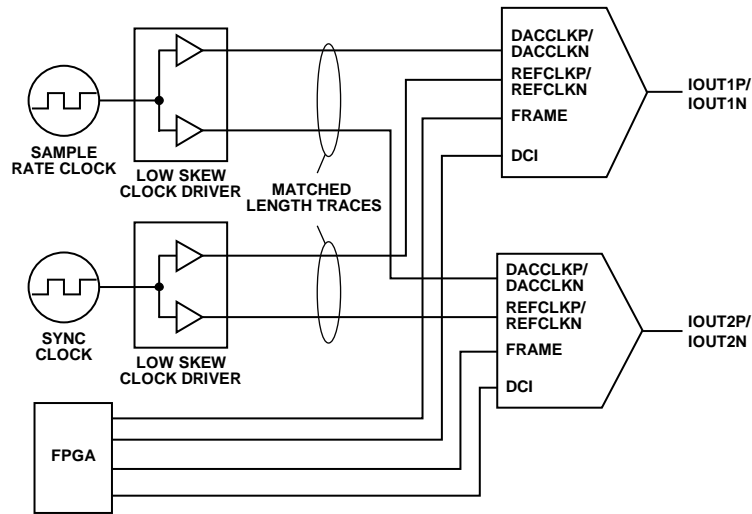 SAMPLE
RATE CLOCK
LOW SKEW
CLOCK DRIVER
MATCHED
LENGTH TRACES
DACCLKP/
DACCLKN
REFCLKP/
REFCLKN
FRAME
DCI
IOUT1P/
IOUT1N
SYNC
CLOCK
LOW SKEW
CLOCK DRIVER
DACCLKP/
DACCLKN
REFCLKP/
REFCLKN
FRAME
DCI
IOUT2P/
IOUT2N
FPGA